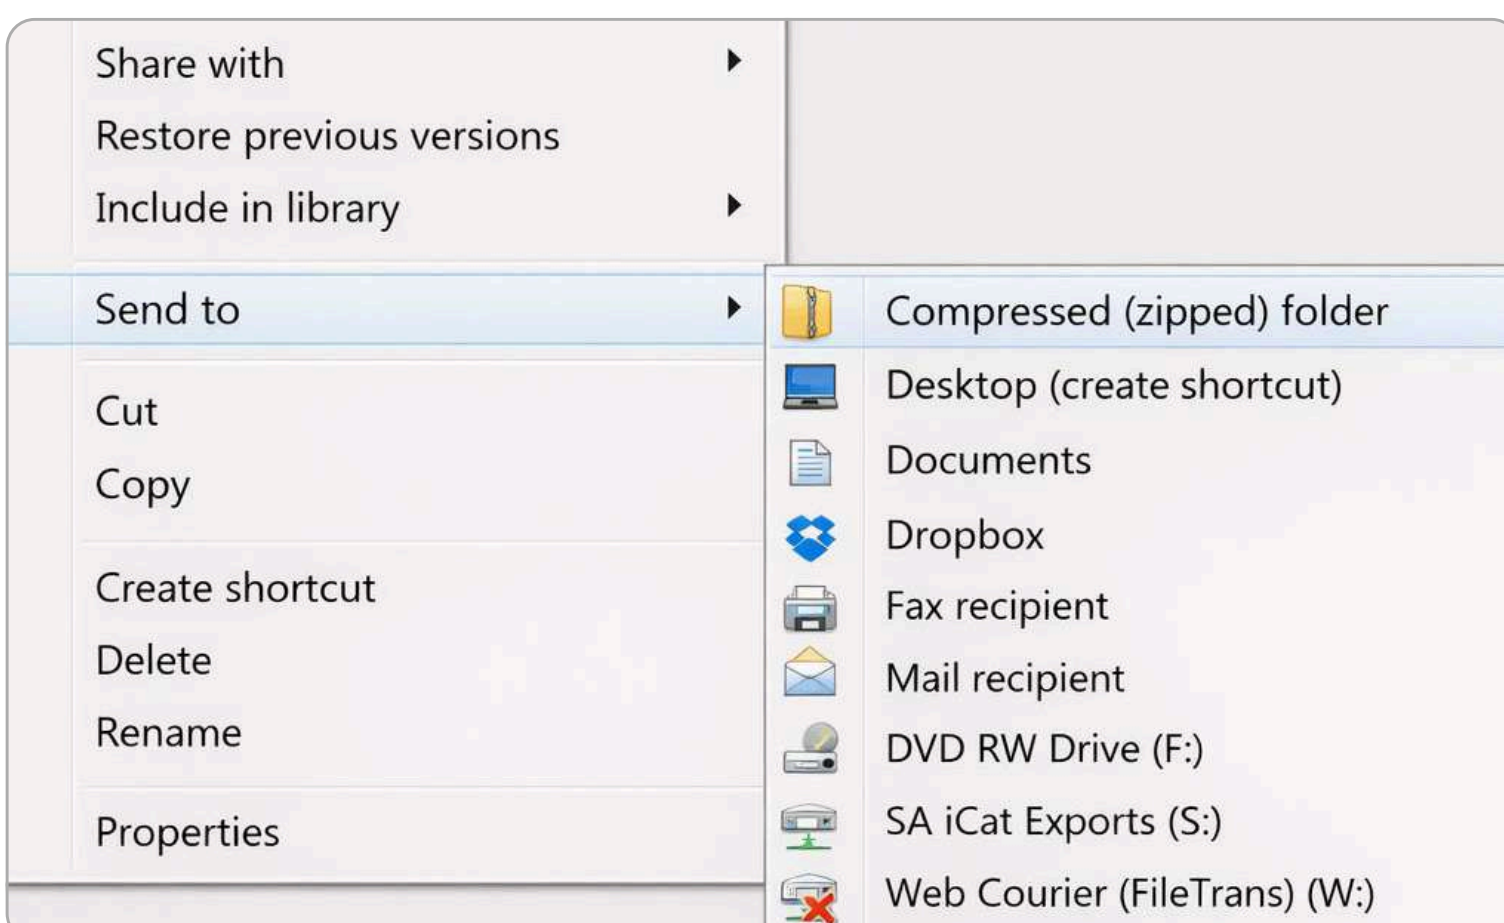 Share with
Restore previous versions
Include in library
Send to
Cut
Copy
Create shortcut
Delete
Rename
Properties
Compressed (zipped) folder
Desktop (create shortcut)
Documents
Dropbox
Fax recipient
Mail recipient
DVD RW Drive (F:)
SA iCat Exports (S:)
Web Courier (FileTrans) (W:)